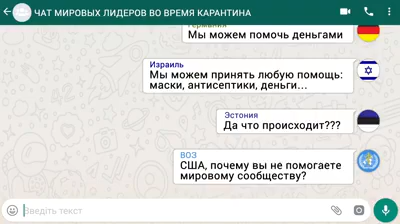 ЧАТ МИРОВЫХ ЛИДЕРОВ ВО ВРЕМЯ КАРАНТИНА
Германия
Мы можем помочь деньгами
Израиль
Мы можем принять любую помощь:
маски, антисептики, деньги...
Эстония
Да что происходит???
ВОЗ
США, почему вы не помогаете
мировому сообществу?
Введіть текст